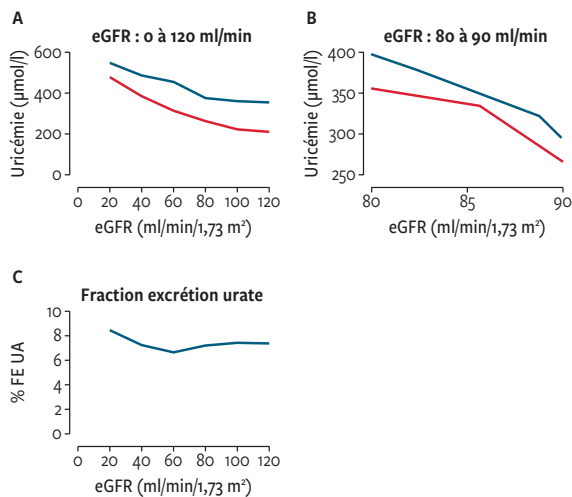 A
eGFR : 0 à 120 ml/min
Uricémie (µmol/l)
600
400
200
0
0 20 40 60 80 100 120
eGFR (ml/min/1,73 m²)
B
eGFR : 80 à 90 ml/min
Uricémie (µmol/l)
400
350
300
250
80 85 90
eGFR (ml/min/1,73 m²)
C
Fraction excrétion urate
% FE UA
10
8
6
4
2
0
0 20 40 60 80 100 120
eGFR (ml/min/1,73 m²)